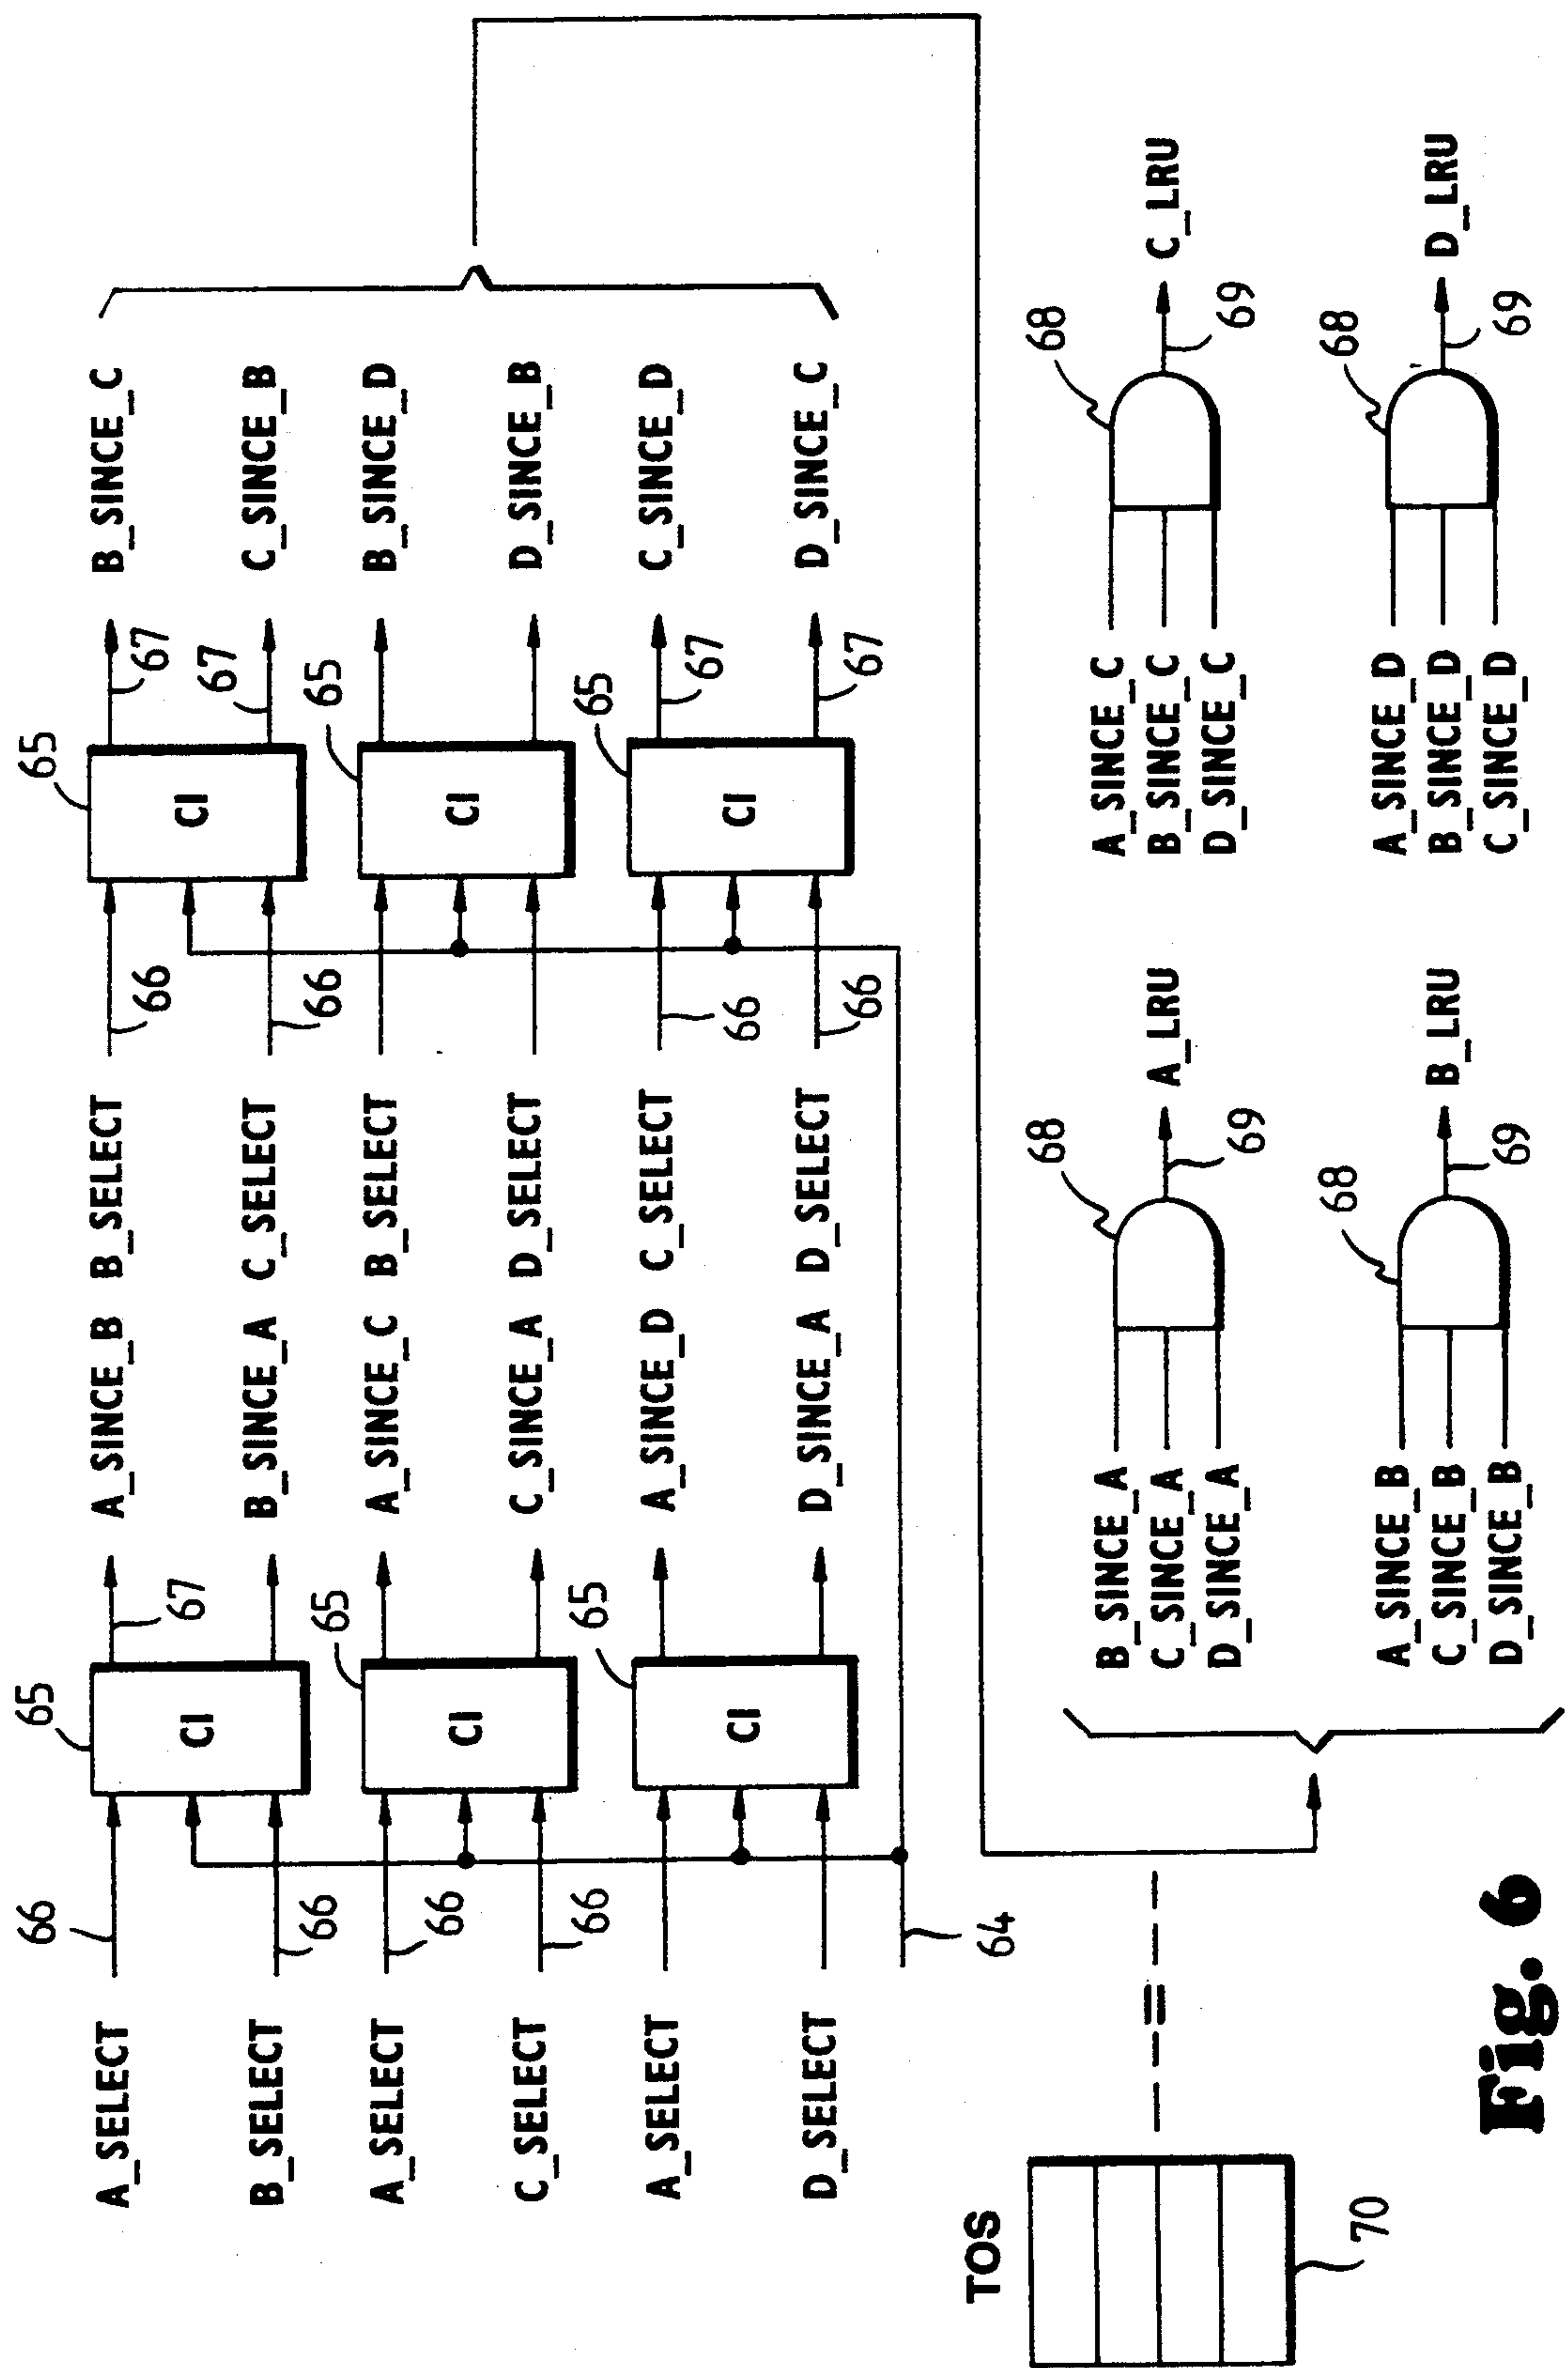 A_SELECT
66
65
CI
67
A_SINCE_B
B_SELECT
66
65
CI
67
B_SINCE_C
B_SELECT
66
B_SINCE_A
C_SELECT
66
67
C_SINCE_B
A_SELECT
66
65
CI
A_SINCE_C
B_SELECT
65
CI
B_SINCE_D
C_SELECT
66
C_SINCE_A
D_SELECT
D_SINCE_B
A_SELECT
65
CI
A_SINCE_D
C_SELECT
66
65
CI
67
C_SINCE_D
D_SELECT
D_SINCE_A
D_SELECT
66
67
D_SINCE_C
64
TOS
70
B_SINCE_A
C_SINCE_A
D_SINCE_A
68
69
A_LRU
A_SINCE_C
B_SINCE_C
D_SINCE_C
68
69
C_LRU
A_SINCE_B
C_SINCE_B
D_SINCE_B
68
69
B_LRU
A_SINCE_D
B_SINCE_D
C_SINCE_D
68
69
D_LRU
Fig. 6